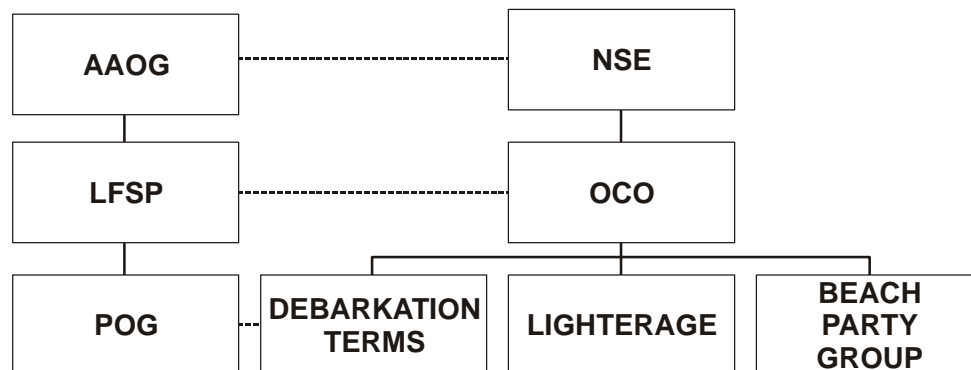 AAOG
NSE
LFSP
OCO
POG
DEBARKATION
TERMS
LIGHTERAGE
BEACH
PARTY
GROUP